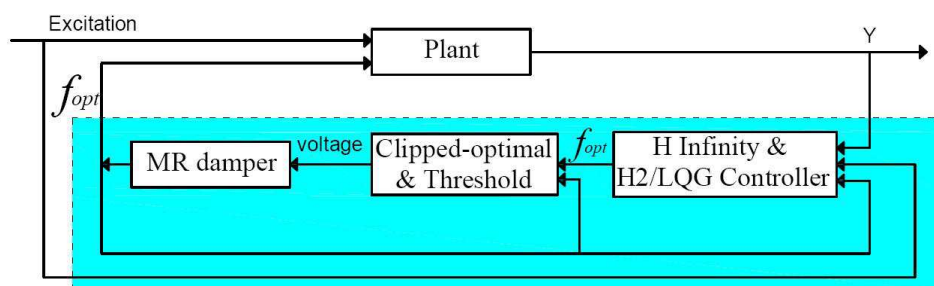 Excitation
Plant
Y
fopt
MR damper
voltage
Clipped-optimal
& Threshold
fopt
H Infinity &
H2/LQG Controller